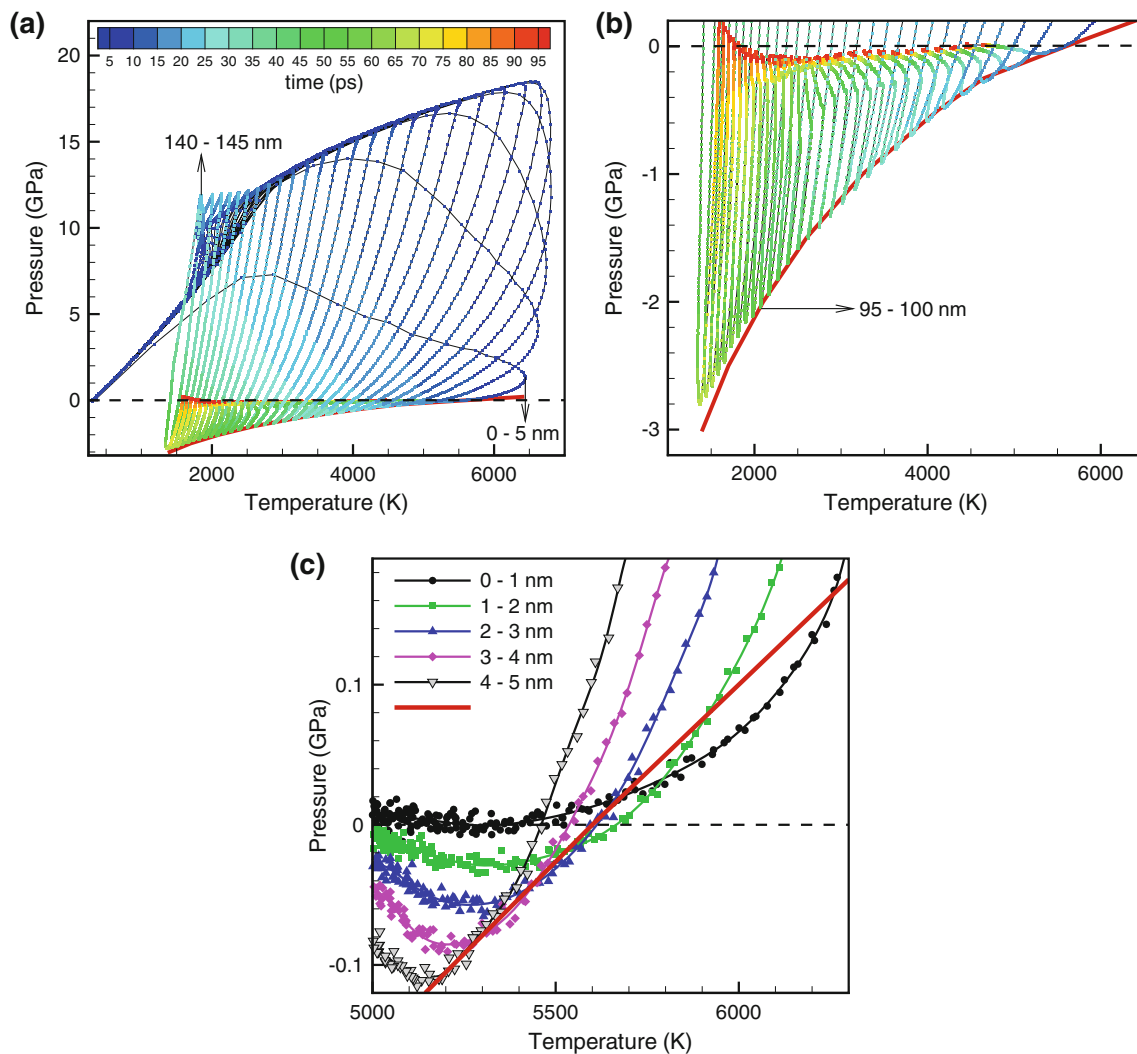 (a)
5 10 15 20 25 30 35 40 45 50 55 60 65 70 75 80 85 90 95
time (ps)
20
15
10
5
0
Pressure (GPa)
140 - 145 nm
0 - 5 nm
2000 3000 4000 5000 6000
Temperature (K)
(b)
0
-1
-2
-3
Pressure (GPa)
95 - 100 nm
2000 4000 6000
Temperature (K)
(c)
0 - 1 nm
1 - 2 nm
2 - 3 nm
3 - 4 nm
4 - 5 nm
0.1
0
-0.1
Pressure (GPa)
5000 5500 6000
Temperature (K)